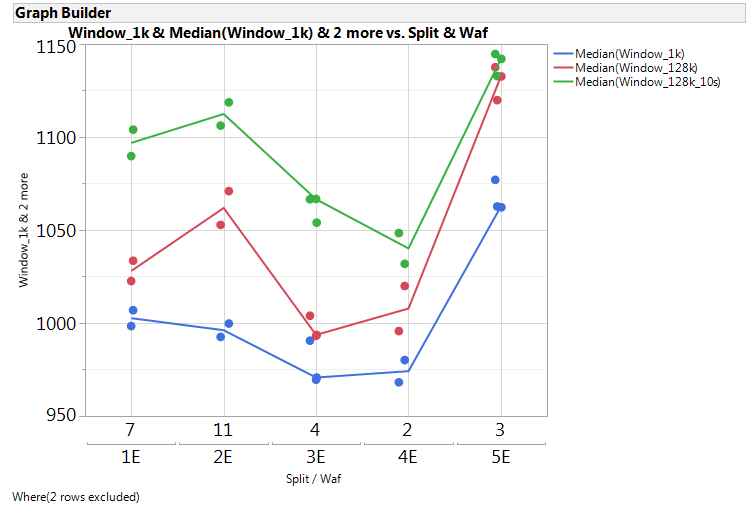 Graph Builder
Window_1k & Median(Window_1k) & 2 more vs. Split & Waf
Median(Window_1k)
Median(Window_128k)
Median(Window_128k_10s)
Window_1k & 2 more
1150
1100
1050
1000
950
7 11 4 2 3
1E 2E 3E 4E 5E
Split / Waf
Where(2 rows excluded)